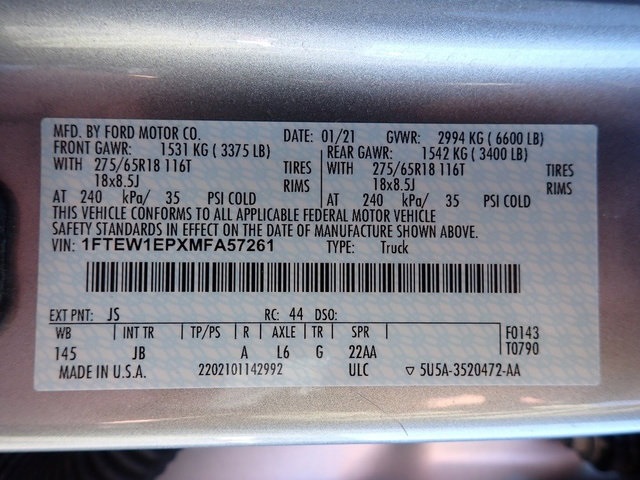 MFD. BY FORD MOTOR CO. DATE: 01/21 GVWR: 2994 KG ( 6600 LB)
FRONT GAWR: 1531 KG ( 3375 LB) REAR GAWR: 1542 KG ( 3400 LB)
WITH 275/65R18 116T TIRES WITH 275/65R18 116T TIRES
18x8.5J RIMS 18x8.5J RIMS
AT 240 kPa/ 35 PSI COLD AT 240 kPa/ 35 PSI COLD
THIS VEHICLE CONFORMS TO ALL APPLICABLE FEDERAL MOTOR VEHICLE
SAFETY STANDARDS IN EFFECT ON THE DATE OF MANUFACTURE SHOWN ABOVE.
VIN: 1FTEW1EPXMFA57261 TYPE: Truck
EXT PNT: JS RC: 44 DSO:
WB INT TR TP/PS R AXLE TR SPR F0143
145 JB A L6 G 22AA T0790
MADE IN U.S.A. 2202101142992 ULC ▽ 5U5A-3520472-AA